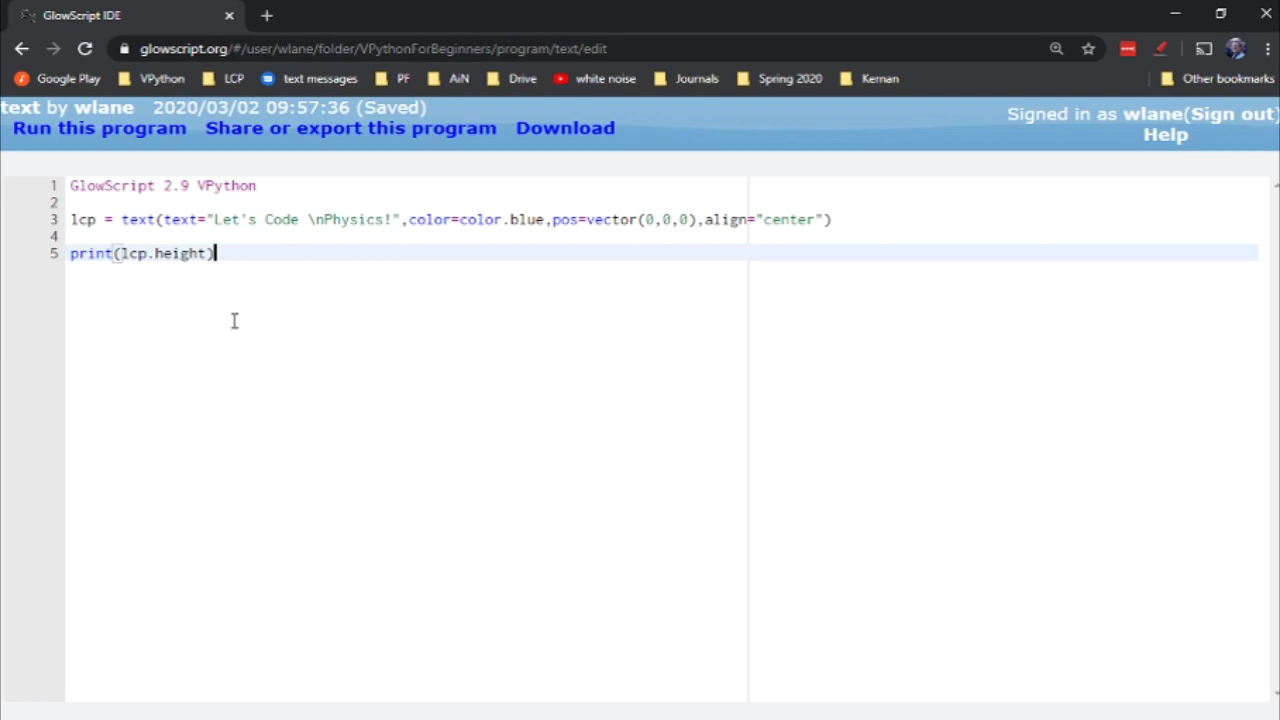 GlowScript IDE
glowscript.org/#/user/wlane/folder/VPythonForBeginners/program/text/edit
Google Play VPython LCP text messages PF AiN Drive white noise Journals Spring 2020 Kernan Other bookmarks
text by wlane 2020/03/02 09:57:36 (Saved) Signed in as wlane(Sign out)
Run this program Share or export this program Download Help
1 GlowScript 2.9 VPython
2
3 lcp = text(text="Let's Code \nPhysics!",color=color.blue,pos=vector(0,0,0),align="center")
4
5 print(lcp.height)